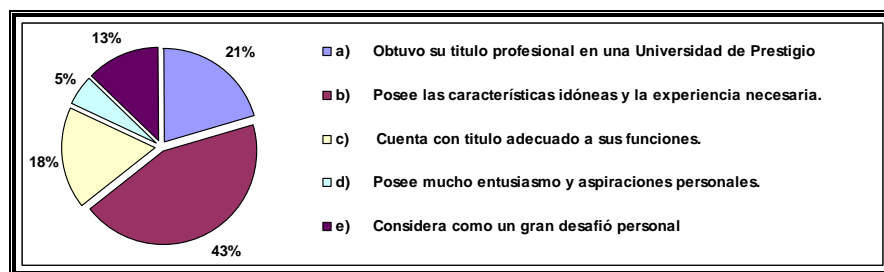 13%
21%
5%
18%
43%
a) Obtuvo su titulo profesional en una Universidad de Prestigio
b) Posee las características idóneas y la experiencia necesaria.
c) Cuenta con titulo adecuado a sus funciones.
d) Posee mucho entusiasmo y aspiraciones personales.
e) Considera como un gran desafió personal